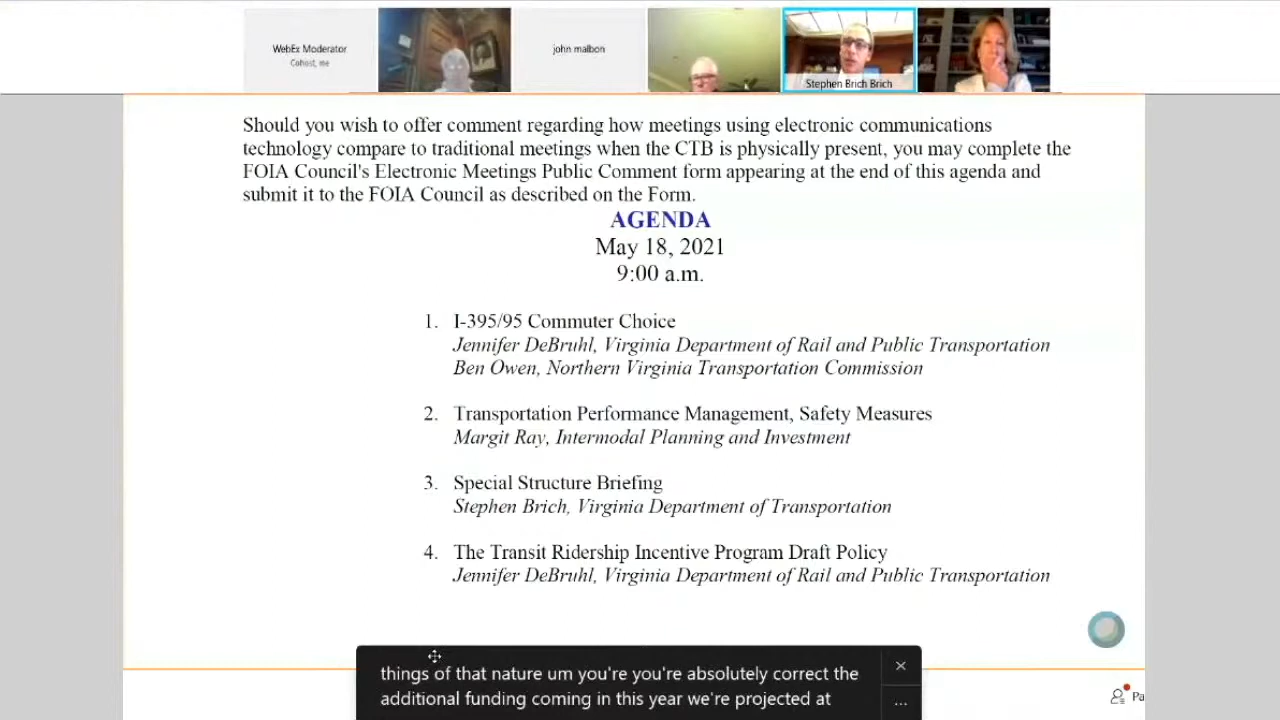 WebEx Moderator
Cohost, me
john malbon
Stephen Brich Brich
Should you wish to offer comment regarding how meetings using electronic communications
technology compare to traditional meetings when the CTB is physically present, you may complete the
FOIA Council's Electronic Meetings Public Comment form appearing at the end of this agenda and
submit it to the FOIA Council as described on the Form.
AGENDA
May 18, 2021
9:00 a.m.
1. I-395/95 Commuter Choice
Jennifer DeBruhl, Virginia Department of Rail and Public Transportation
Ben Owen, Northern Virginia Transportation Commission
2. Transportation Performance Management, Safety Measures
Margit Ray, Intermodal Planning and Investment
3. Special Structure Briefing
Stephen Brich, Virginia Department of Transportation
4. The Transit Ridership Incentive Program Draft Policy
Jennifer DeBruhl, Virginia Department of Rail and Public Transportation
things of that nature um you're you're absolutely correct the
additional funding coming in this year we're projected at
Pa